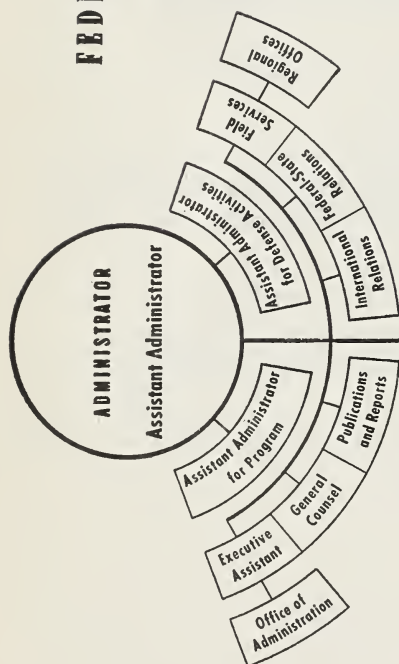 FED
ADMINISTRATOR
Assistant Administrator
Assistant Administrator
for Program
Assistant Administrator
for Defense Activities
Executive
Assistant
General
Counsel
Publications
and Reports
Office of
Administration
Field
Services
Federal-State
Relations
International
Relations
Regional
Offices